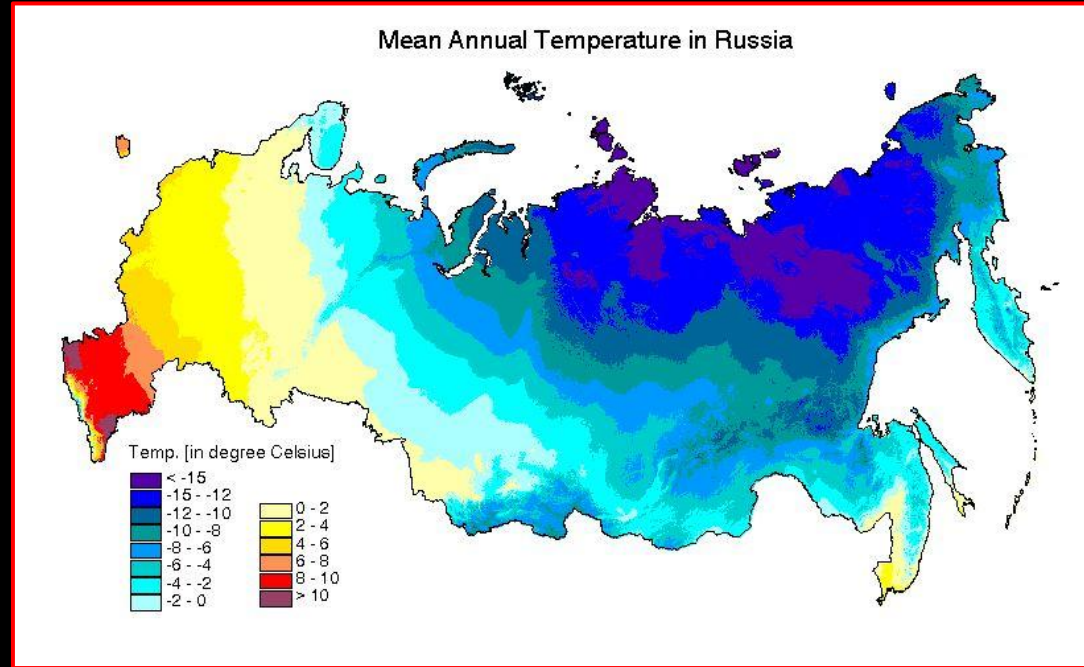 Mean Annual Temperature in Russia
Temp. [in degree Celsius]
< -15
-15 - -12
-12 - -10
-10 - -8
-8 - -6
-6 - -4
-4 - -2
-2 - 0
0 - 2
2 - 4
4 - 6
6 - 8
8 - 10
> 10